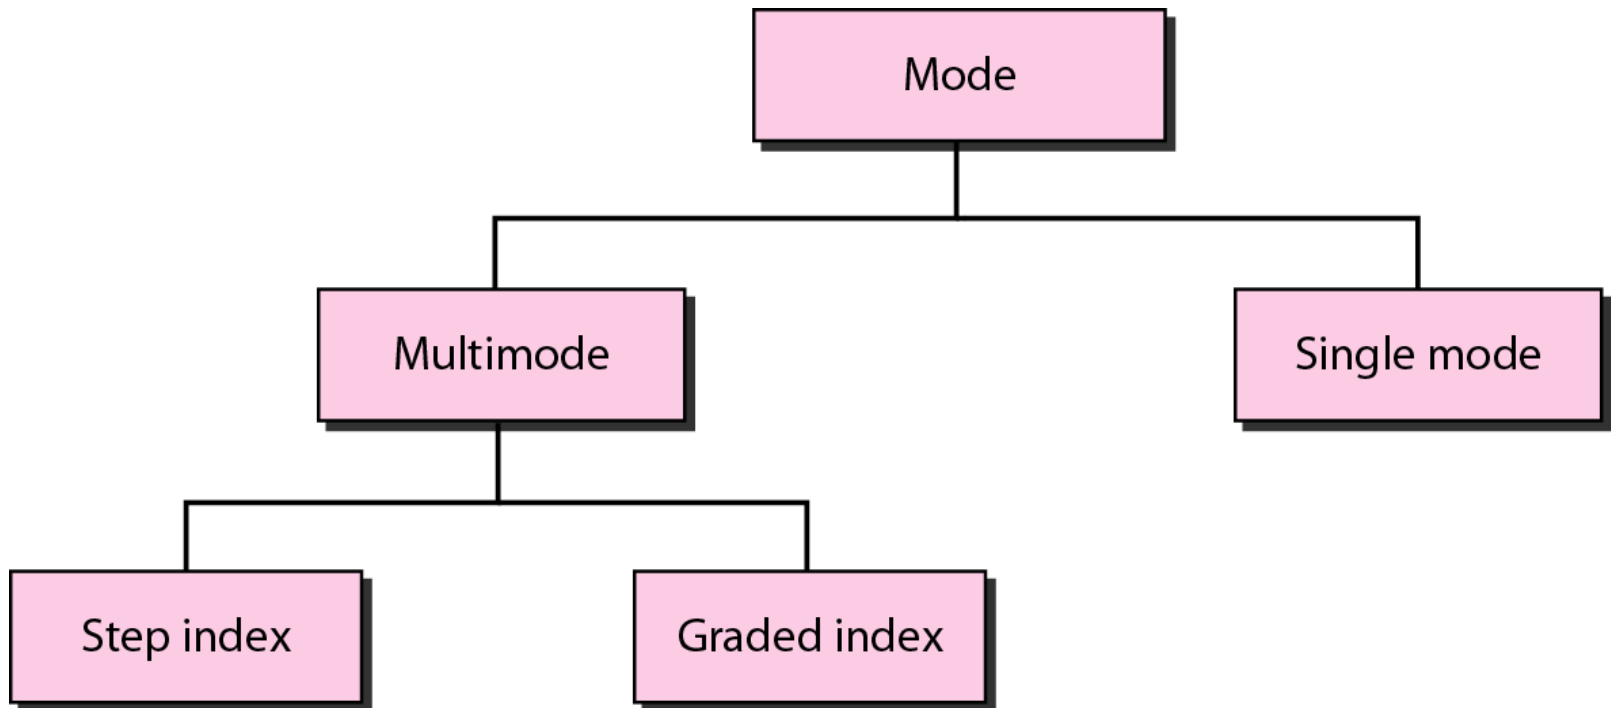 Mode
Multimode
Single mode
Step index
Graded index